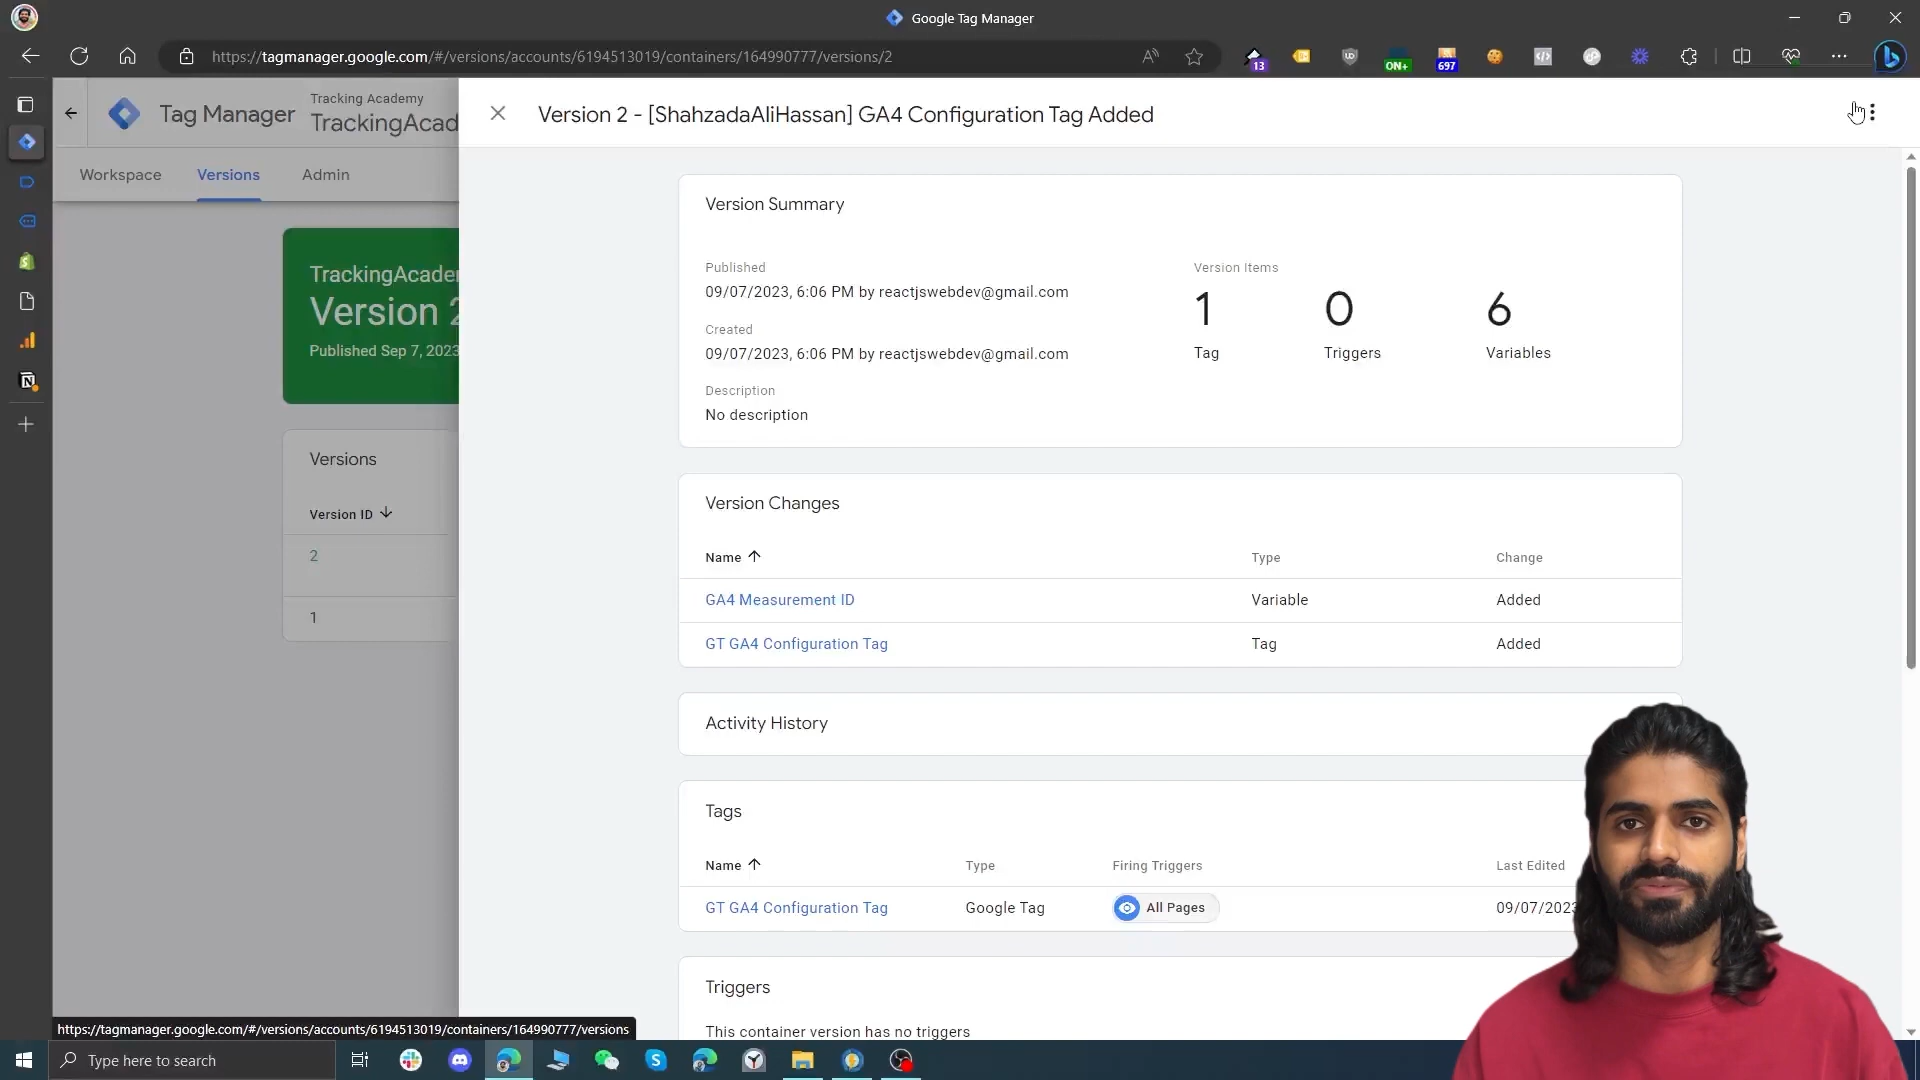 Google Tag Manager
https://tagmanager.google.com/#/versions/accounts/6194513019/containers/164990777/versions/2
13
ON+
697
Tag Manager
Tracking Academy
TrackingAcad
Version 2 - [ShahzadaAliHassan] GA4 Configuration Tag Added
Workspace
Versions
Admin
TrackingAcade
Version 2
Published Sep 7, 2023
Versions
Version ID
2
1
Version Summary
Published
09/07/2023, 6:06 PM by reactjswebdev@gmail.com
Created
09/07/2023, 6:06 PM by reactjswebdev@gmail.com
Description
No description
Version Items
1
0
6
Tag
Triggers
Variables
Version Changes
Name
Type
Change
GA4 Measurement ID
Variable
Added
GT GA4 Configuration Tag
Tag
Added
Activity History
Tags
Name
Type
Firing Triggers
Last Edited
GT GA4 Configuration Tag
Google Tag
All Pages
09/07/2023
Triggers
This container version has no triggers
https://tagmanager.google.com/#/versions/accounts/6194513019/containers/164990777/versions
Type here to search